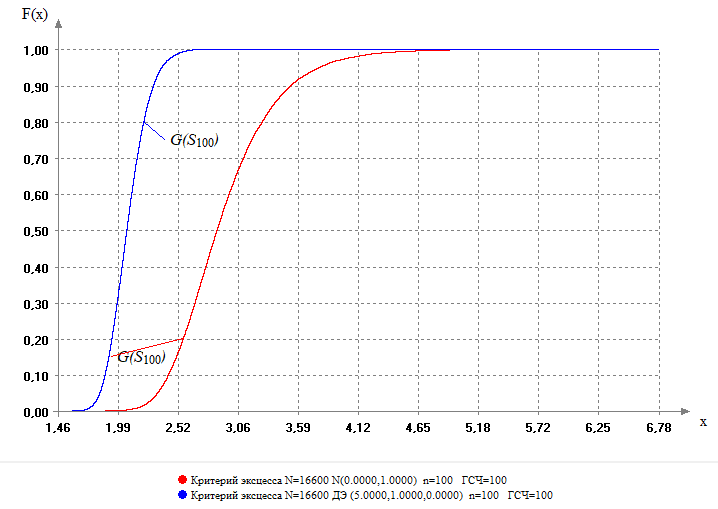 F(x)
1,00
0,90
0,80
G(S100)
0,70
0,60
0,50
0,40
0,30
0,20
G(S100)
0,10
0,00
1,46 1,99 2,52 3,06 3,59 4,12 4,65 5,18 5,72 6,25 6,78 x
Критерий эксцесса N=16600 N(0.0000,1.0000) n=100 ГСЧ=100
Критерий эксцесса N=16600 ДЭ (5.0000,1.0000,0.0000) n=100 ГСЧ=100